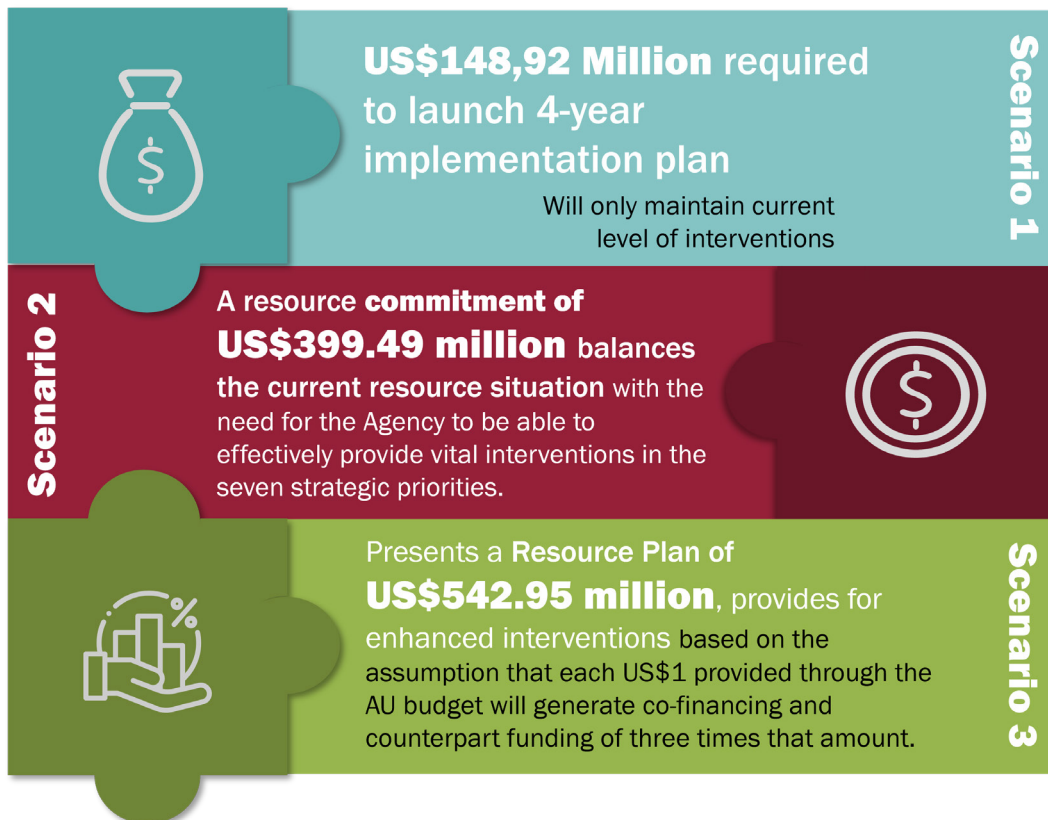 Scenario 1
US$148,92 Million required
to launch 4-year
implementation plan
Will only maintain current
level of interventions
$
Scenario 2
A resource commitment of
US$399.49 million balances
the current resource situation with the
need for the Agency to be able to
effectively provide vital interventions in the
seven strategic priorities.
$
Scenario 3
Presents a Resource Plan of
US$542.95 million, provides for
enhanced interventions based on the
assumption that each US$1 provided through the
AU budget will generate co-financing and
counterpart funding of three times that amount.
%